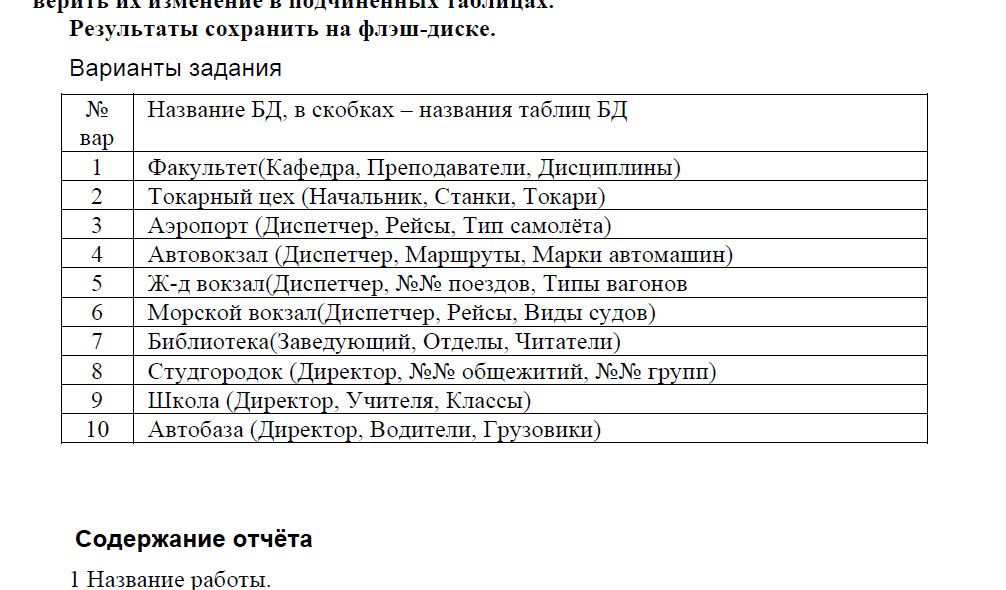 верить их изменение в подчиненных таблицах.
Результаты сохранить на флэш-диске.
Варианты задания
№ вар	Название БД, в скобках – названия таблиц БД
1	Факультет(Кафедра, Преподаватели, Дисциплины)
2	Токарный цех (Начальник, Станки, Токари)
3	Аэропорт (Диспетчер, Рейсы, Тип самолёта)
4	Автовокзал (Диспетчер, Маршруты, Марки автомашин)
5	Ж-д вокзал(Диспетчер, №№ поездов, Типы вагонов
6	Морской вокзал(Диспетчер, Рейсы, Виды судов)
7	Библиотека(Заведующий, Отделы, Читатели)
8	Студгородок (Директор, №№ общежитий, №№ групп)
9	Школа (Директор, Учителя, Классы)
10	Автобаза (Директор, Водители, Грузовики)
Содержание отчёта
1 Название работы.